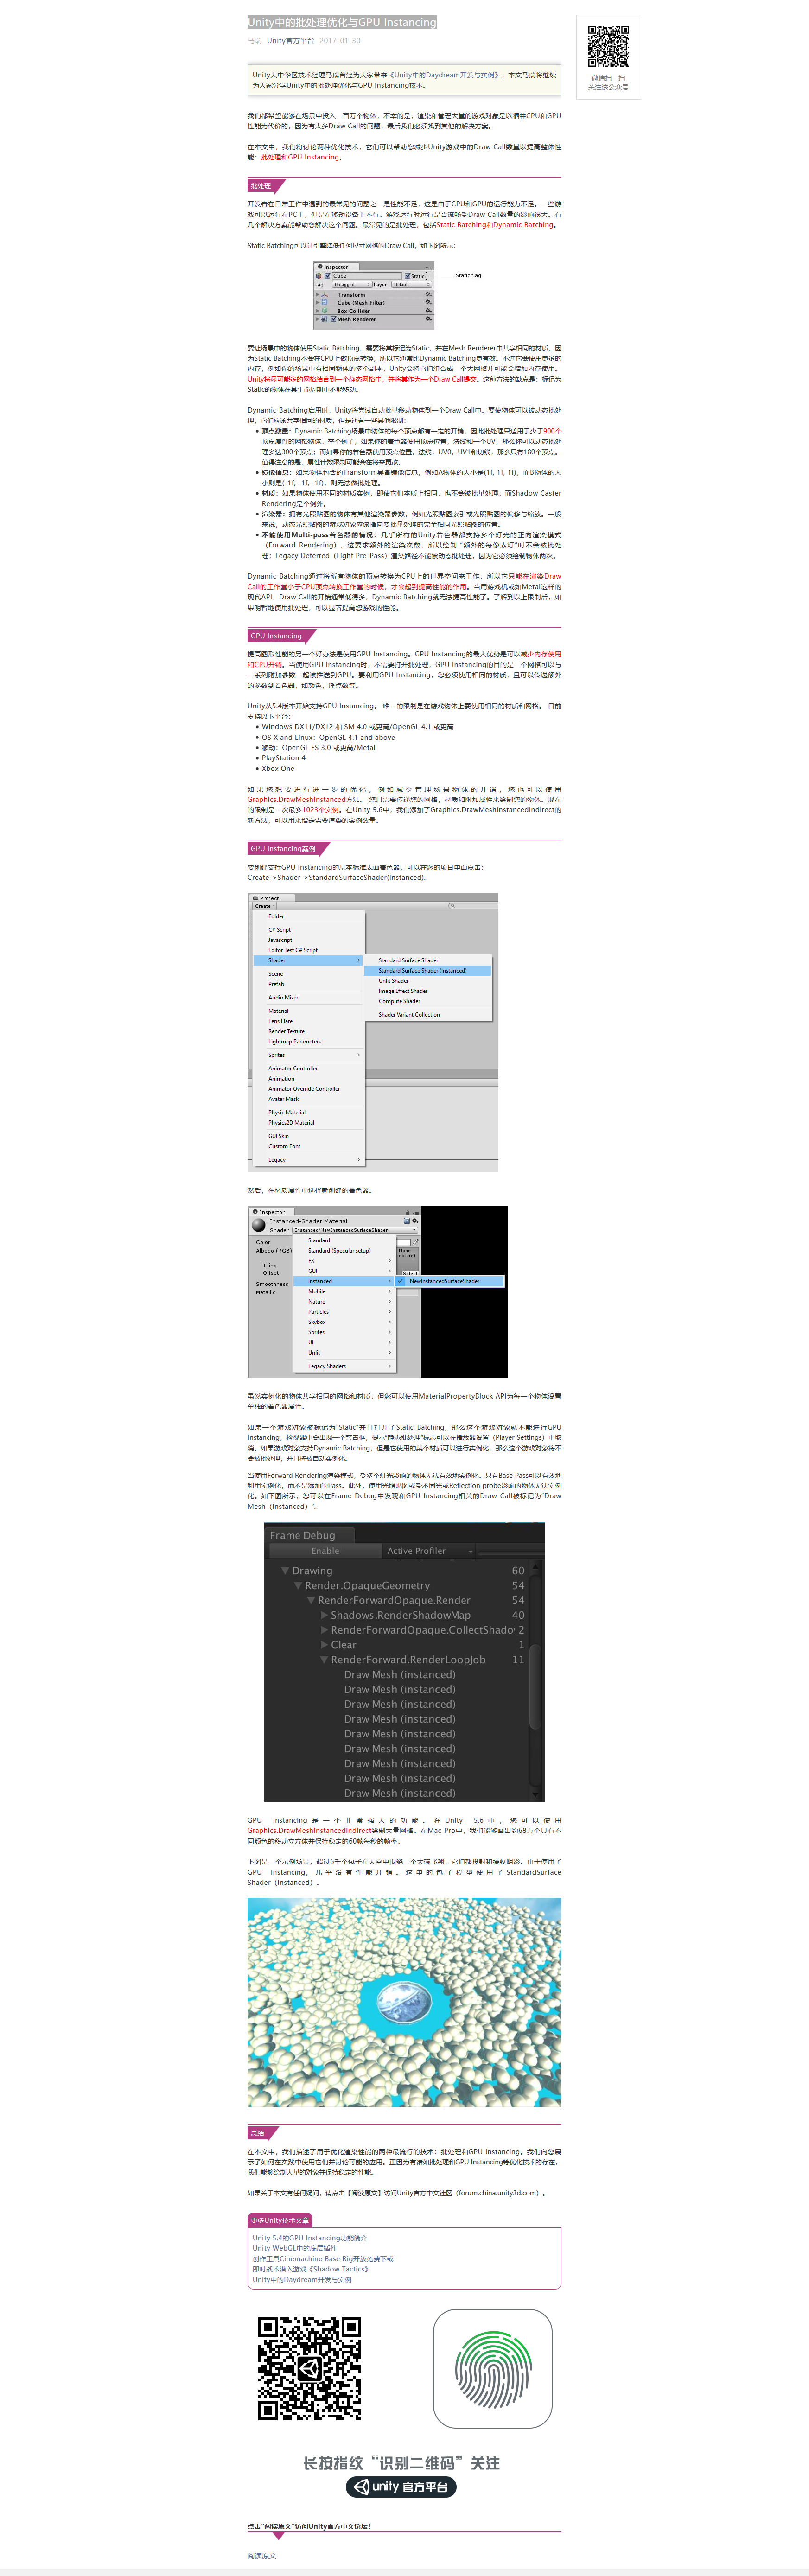 Unity中的批处理优化与GPU Instancing
马瑞 Unity官方平台 2017-01-30
微信扫一扫
关注该公众号
Unity大中华区技术经理马瑞曾经为大家带来《Unity中的Daydream开发与实例》，本文马瑞将继续
为大家分享Unity中的批处理优化与GPU Instancing技术。
我们都希望能够在场景中投入一百万个物体，不幸的是，渲染和管理大量的游戏对象是以牺牲CPU和GPU
性能为代价的，因为有太多Draw Call的问题，最后我们必须找到其他的解决方案。
在本文中，我们将讨论两种优化技术，它们可以帮助您减少Unity游戏中的Draw Call数量以提高整体性
能：批处理和GPU Instancing。
批处理
开发者在日常工作中遇到的最常见的问题之一是性能不足，这是由于CPU和GPU的运行能力不足。一些游
戏可以运行在PC上，但是在移动设备上不行。游戏运行时运行是否流畅受Draw Call数量的影响很大。有
几个解决方案能帮助您解决这个问题。最常见的是批处理，包括Static Batching和Dynamic Batching。
Static Batching可以让引擎降低任何尺寸网格的Draw Call，如下图所示：
Inspector
Cube Static
Static flag
Tag Untagged Layer Default
Transform
Cube (Mesh Filter)
Box Collider
Mesh Renderer
要让场景中的物体使用Static Batching，需要将其标记为Static，并在Mesh Renderer中共享相同的材质，因
为Static Batching不会在CPU上做顶点转换，所以它通常比Dynamic Batching更有效。不过它会使用更多的
内存，例如你的场景中有相同物体的多个副本，Unity会将它们组合成一个大网格并可能会增加内存使用。
Unity将尽可能多的网格结合到一个静态网格中，并将其作为一个Draw Call提交。这种方法的缺点是：标记为
Static的物体在其生命周期中不能移动。
Dynamic Batching启用时，Unity将尝试自动批量移动物体到一个Draw Call中。要使物体可以被动态批处
理，它们应该共享相同的材质，但是还有一些其他限制：
顶点数量：Dynamic Batching场景中物体的每个顶点都有一定的开销，因此批处理只适用于少于900个
顶点属性的网格物体。举个例子，如果你的着色器使用顶点位置，法线和一个UV，那么你可以动态批处
理多达300个顶点；而如果你的着色器使用顶点位置，法线，UV0，UV1和切线，那么只有180个顶点。
值得注意的是，属性计数限制可能会在将来更改。
镜像信息：如果物体包含的Transform具备镜像信息，例如A物体的大小是(1f, 1f, 1f)，而B物体的大
小则是(-1f, -1f, -1f)，则无法做批处理。
材质：如果物体使用不同的材质实例，即使它们本质上相同，也不会被批量处理。而Shadow Caster
Rendering是个例外。
渲染器：拥有光照贴图的物体有其他渲染器参数，例如光照贴图索引或光照贴图的偏移与缩放。一般
来说，动态光照贴图的游戏对象应该指向要批量处理的完全相同光照贴图的位置。
不能使用Multi-pass着色器的情况：几乎所有的Unity着色器都支持多个灯光的正向渲染模式
（Forward Rendering），这要求额外的渲染次数，所以绘制 “额外的每像素灯”时不会被批处
理；Legacy Deferred（Light Pre-Pass）渲染路径不能被动态批处理，因为它必须绘制物体两次。
Dynamic Batching通过将所有物体的顶点转换为CPU上的世界空间来工作，所以它只能在渲染Draw
Call的工作量小于CPU顶点转换工作量的时候，才会起到提高性能的作用。当用游戏机或如Metal这样的
现代API，Draw Call的开销通常低得多，Dynamic Batching就无法提高性能了。了解到以上限制后，如
果明智地使用批处理，可以显著提高您游戏的性能。
GPU Instancing
提高图形性能的另一个好办法是使用GPU Instancing。GPU Instancing的最大优势是可以减少内存使用
和CPU开销。当使用GPU Instancing时，不需要打开批处理，GPU Instancing的目的是一个网格可以与
一系列附加参数一起被推送到GPU。要利用GPU Instancing，您必须使用相同的材质，且可以传递额外
的参数到着色器，如颜色，浮点数等。
Unity从5.4版本开始支持GPU Instancing。 唯一的限制是在游戏物体上要使用相同的材质和网格。 目前
支持以下平台：
Windows DX11/DX12 和 SM 4.0 或更高/OpenGL 4.1 或更高
OS X and Linux：OpenGL 4.1 and above
移动：OpenGL ES 3.0 或更高/Metal
PlayStation 4
Xbox One
如果您想要进行进一步的优化，例如减少管理场景物体的开销，您也可以使用
Graphics.DrawMeshInstanced方法。 您只需要传递您的网格，材质和附加属性来绘制您的物体。现在
的限制是一次最多1023个实例。在Unity 5.6中，我们添加了Graphics.DrawMeshInstancedIndirect的
新方法，可以用来指定需要渲染的实例数量。
GPU Instancing案例
要创建支持GPU Instancing的基本标准表面着色器，可以在您的项目里面点击：
Create->Shader->StandardSurfaceShader(Instanced)。
Project
Create
Folder
C# Script
Javascript
Editor Test C# Script
Shader
Standard Surface Shader
Standard Surface Shader (Instanced)
Unlit Shader
Image Effect Shader
Compute Shader
Shader Variant Collection
Scene
Prefab
Audio Mixer
Material
Lens Flare
Render Texture
Lightmap Parameters
Sprites
Animator Controller
Animation
Animator Override Controller
Avatar Mask
Physic Material
Physics2D Material
GUI Skin
Custom Font
Legacy
然后，在材质属性中选择新创建的着色器。
Inspector
Instanced-Shader Material
Shader Instanced/NewInstancedSurfaceShader
Color
Albedo (RGB)
Tiling
Offset
Smoothness
Metallic
None
Texture)
Select
Standard
Standard (Specular setup)
FX
GUI
Instanced
NewInstancedSurfaceShader
Mobile
Nature
Particles
Skybox
Sprites
UI
Unlit
Legacy Shaders
虽然实例化的物体共享相同的网格和材质，但您可以使用MaterialPropertyBlock API为每一个物体设置
单独的着色器属性。
如果一个游戏对象被标记为“Static”并且打开了Static Batching，那么这个游戏对象就不能进行GPU
Instancing，检视器中会出现一个警告框，提示“静态批处理”标志可以在播放器设置（Player Settings）中取
消。如果游戏对象支持Dynamic Batching，但是它使用的某个材质可以进行实例化，那么这个游戏对象将不
会被批处理，并且将被自动实例化。
当使用Forward Rendering渲染模式，受多个灯光影响的物体无法有效地实例化。只有Base Pass可以有效地
利用实例化，而不是添加的Pass。此外，使用光照贴图或受不同光或Reflection probe影响的物体无法实例
化。如下图所示，您可以在Frame Debug中发现和GPU Instancing相关的Draw Call被标记为“Draw
Mesh（Instanced）”。
Frame Debug
Enable Active Profiler
Drawing 60
Render.OpaqueGeometry 54
RenderForwardOpaque.Render 54
Shadows.RenderShadowMap 40
RenderForwardOpaque.CollectShadov 2
Clear 1
RenderForward.RenderLoopJob 11
Draw Mesh (instanced)
Draw Mesh (instanced)
Draw Mesh (instanced)
Draw Mesh (instanced)
Draw Mesh (instanced)
Draw Mesh (instanced)
Draw Mesh (instanced)
Draw Mesh (instanced)
Draw Mesh (instanced)
GPU Instancing是一个非常强大的功能。在Unity 5.6中，您可以使用
Graphics.DrawMeshInstancedIndirect绘制大量网格。在Mac Pro中，我们能够画出约68万个具有不
同颜色的移动立方体并保持稳定的60帧每秒的帧率。
下图是一个示例场景，超过6千个包子在天空中围绕一个大碗飞翔，它们都投射和接收阴影。由于使用了
GPU Instancing，几乎没有性能开销。这里的包子模型使用了StandardSurface
Shader（Instanced）。
总结
在本文中，我们描述了用于优化渲染性能的两种最流行的技术：批处理和GPU Instancing。我们向您展
示了如何在实践中使用它们并讨论可能的应用。正因为有诸如批处理和GPU Instancing等优化技术的存在，
我们能够绘制大量的对象并保持稳定的性能。
如果关于本文有任何疑问，请点击【阅读原文】访问Unity官方中文社区（forum.china.unity3d.com）。
更多Unity技术文章
Unity 5.4的GPU Instancing功能简介
Unity WebGL中的底层插件
创作工具Cinemachine Base Rig开放免费下载
即时战术潜入游戏《Shadow Tactics》
Unity中的Daydream开发与实例
长按指纹“识别二维码”关注
unity 官方平台
点击“阅读原文”访问Unity官方中文论坛！
阅读原文